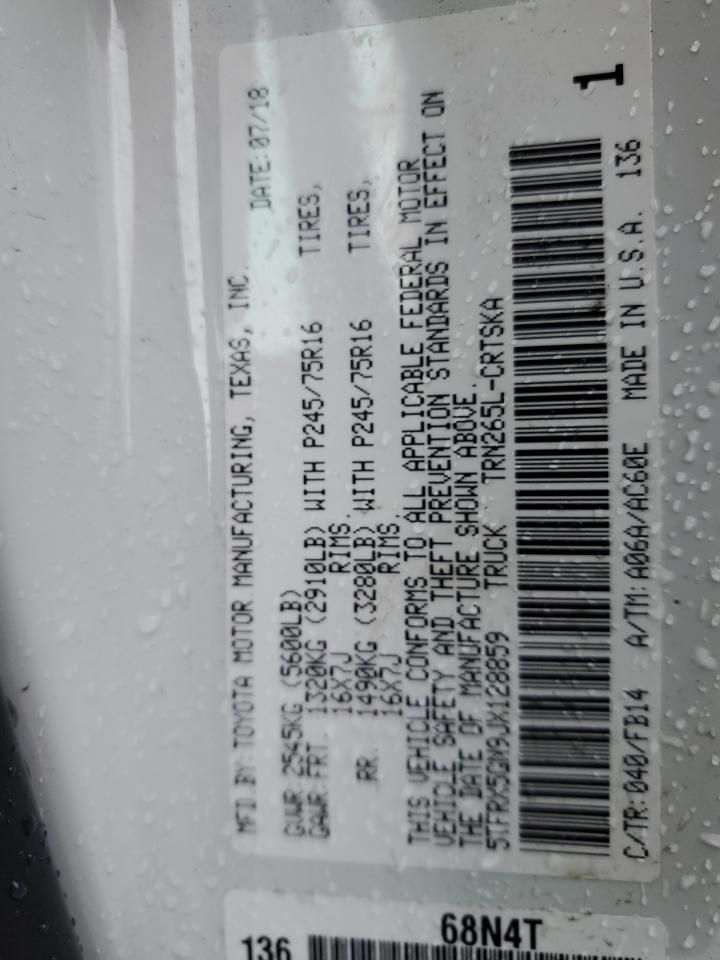 MFD.BY:TOYOTA MOTOR MANUFACTURING, TEXAS, INC. DATE:07/18
GVWR:2545KG (5600LB)
GAWR:FRT. 1320KG (2910LB) WITH P245/75R16 TIRES,
16X7J RIMS,
RR. 1490KG (3280LB) WITH P245/75R16 TIRES,
16X7J RIMS
THIS VEHICLE CONFORMS TO ALL APPLICABLE FEDERAL MOTOR
VEHICLE SAFETY AND THEFT PREVENTION STANDARDS IN EFFECT ON
THE DATE OF MANUFACTURE SHOWN ABOVE.
5TFRX5GN9JX128859 TRUCK TRN265L-CRTSKA
1
C/TR:040/FB14 A/TM:A06A/AC60E MADE IN U.S.A. 136
68N4T
136